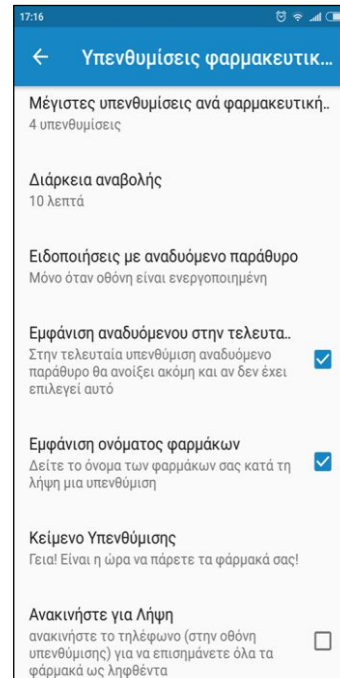 17:16
Υπενθυμίσεις φαρμακευτικ...
Μέγιστες υπενθυμίσεις ανά φαρμακευτική..
4 υπενθυμίσεις
Διάρκεια αναβολής
10 λεπτά
Ειδοποιήσεις με αναδυόμενο παράθυρο
Μόνο όταν οθόνη είναι ενεργοποιημένη
Εμφάνιση αναδυόμενου στην τελευτα..
Στην τελευταία υπενθύμιση αναδυόμενο
παράθυρο θα ανοίξει ακόμη και αν δεν έχει
επιλεγεί αυτό
Εμφάνιση ονόματος φαρμάκων
Δείτε το όνομα των φαρμάκων σας κατά τη
λήψη μια υπενθύμιση
Κείμενο Υπενθύμισης
Γεια! Είναι η ώρα να πάρετε τα φάρμακά σας!
Ανακινήστε για Λήψη
ανακινήστε το τηλέφωνο (στην οθόνη
υπενθύμισης) για να επισημάνετε όλα τα
φάρμακά ως ληφθέντα